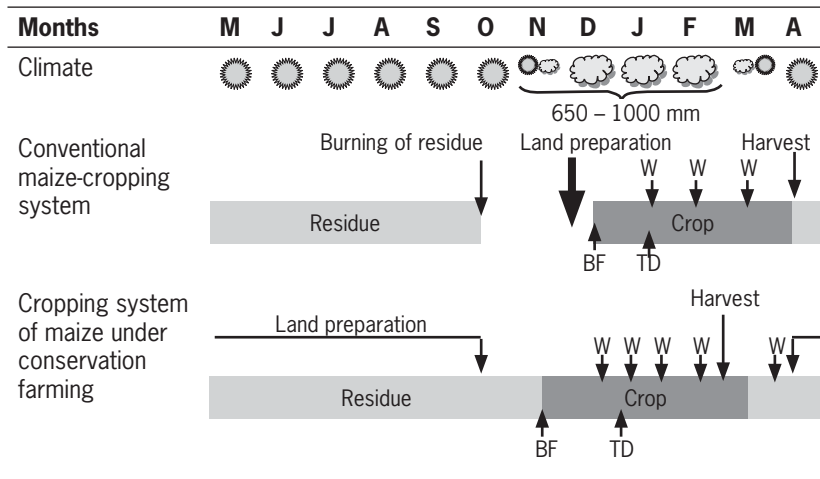 Months M J J A S O N D J F M A
Climate
650 – 1000 mm
Conventional
maize-cropping
system
Burning of residue
Land preparation
Harvest
W W W
Residue
Crop
BF TD
Cropping system
of maize under
conservation
farming
Harvest
Land preparation
W W W W W
Residue
Crop
BF TD